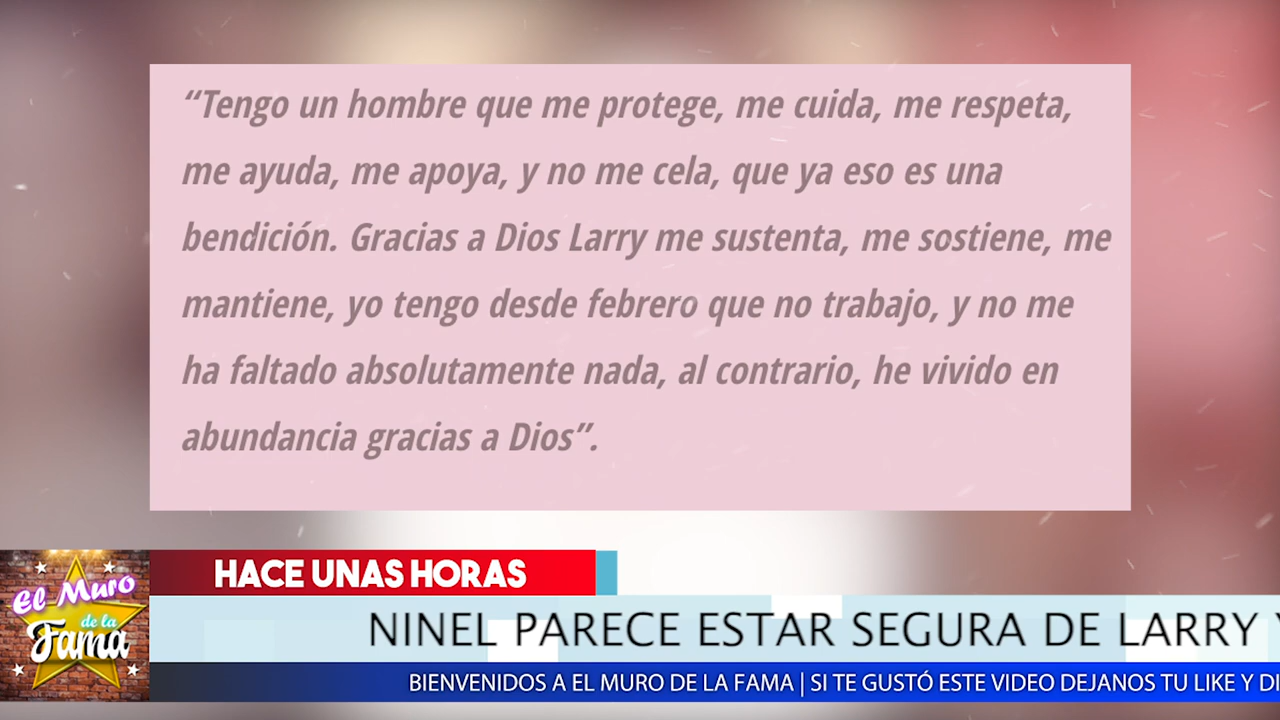 “Tengo un hombre que me protege, me cuida, me respeta,
me ayuda, me apoya, y no me cela, que ya eso es una
bendición. Gracias a Dios Larry me sustenta, me sostiene, me
mantiene, yo tengo desde febrero que no trabajo, y no me
ha faltado absolutamente nada, al contrario, he vivido en
abundancia gracias a Dios”.
HACE UNAS HORAS
El Muro
de la
Fama
NINEL PARECE ESTAR SEGURA DE LARRY
BIENVENIDOS A EL MURO DE LA FAMA | SI TE GUSTÓ ESTE VIDEO DEJANOS TU LIKE Y